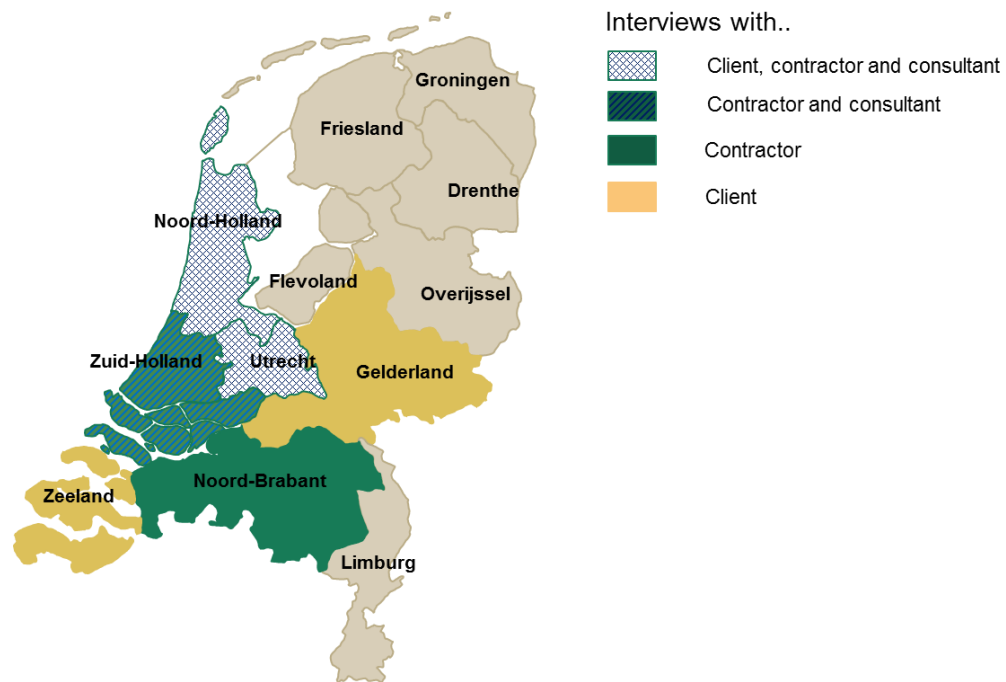 Interviews with..
Client, contractor and consultant
Contractor and consultant
Contractor
Client
Groningen
Friesland
Drenthe
Noord-Holland
Flevoland
Overijssel
Zuid-Holland
Utrecht
Gelderland
Noord-Brabant
Zeeland
Limburg